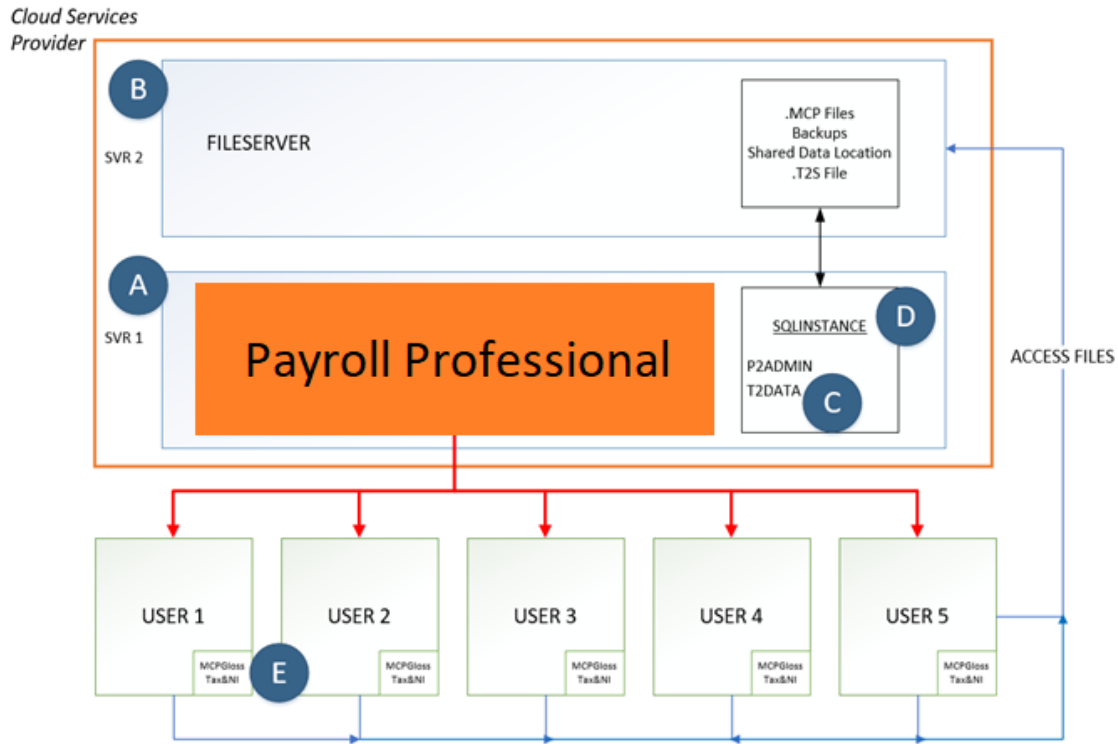 Cloud Services
Provider
B
SVR 2
FILESERVER
.MCP Files
Backups
Shared Data Location
.T2S File
A
SVR 1
Payroll Professional
D
SQLINSTANCE
P2ADMIN
T2DATA
C
ACCESS FILES
USER 1
MCPGloss
Tax&NI
E
USER 2
MCPGloss
Tax&NI
USER 3
MCPGloss
Tax&NI
USER 4
MCPGloss
Tax&NI
USER 5
MCPGloss
Tax&NI